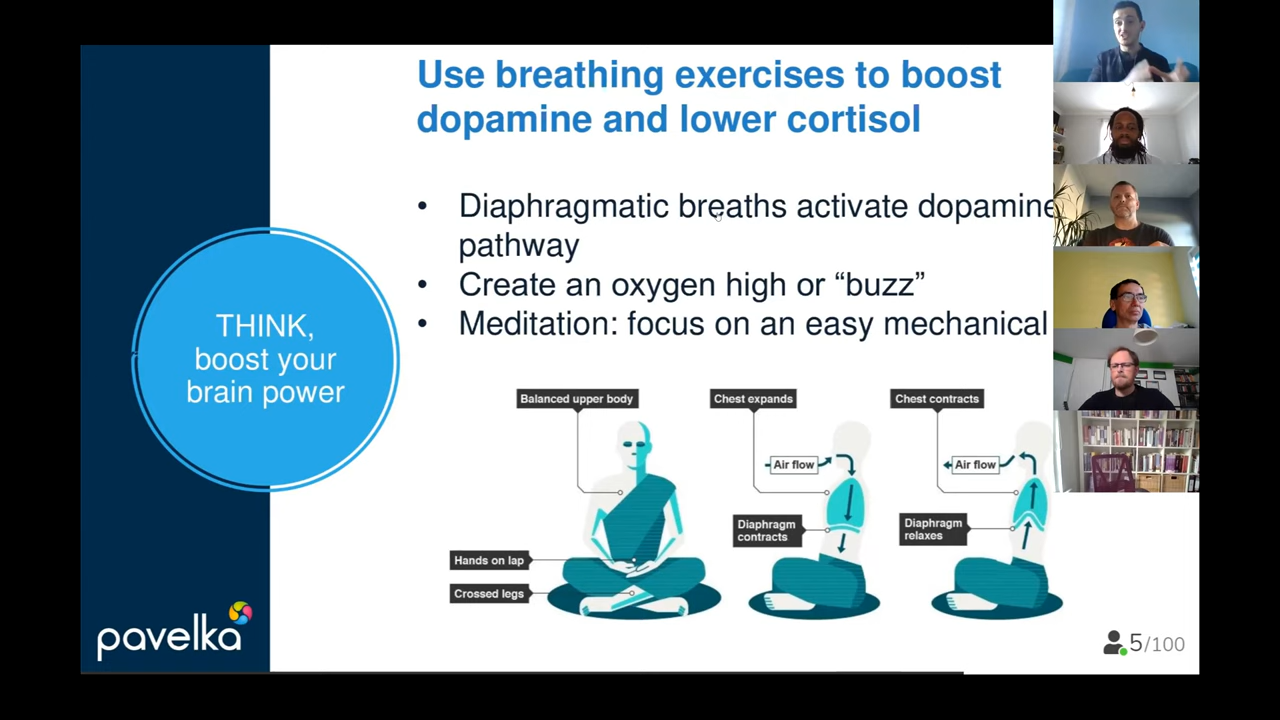 Use breathing exercises to boost
dopamine and lower cortisol
• Diaphragmatic breaths activate dopamine
pathway
• Create an oxygen high or “buzz”
• Meditation: focus on an easy mechanical
THINK,
boost your
brain power
Balanced upper body
Chest expands
Chest contracts
Air flow
Air flow
Diaphragm
contracts
Diaphragm
relaxes
Hands on lap
Crossed legs
pavelka
5/100